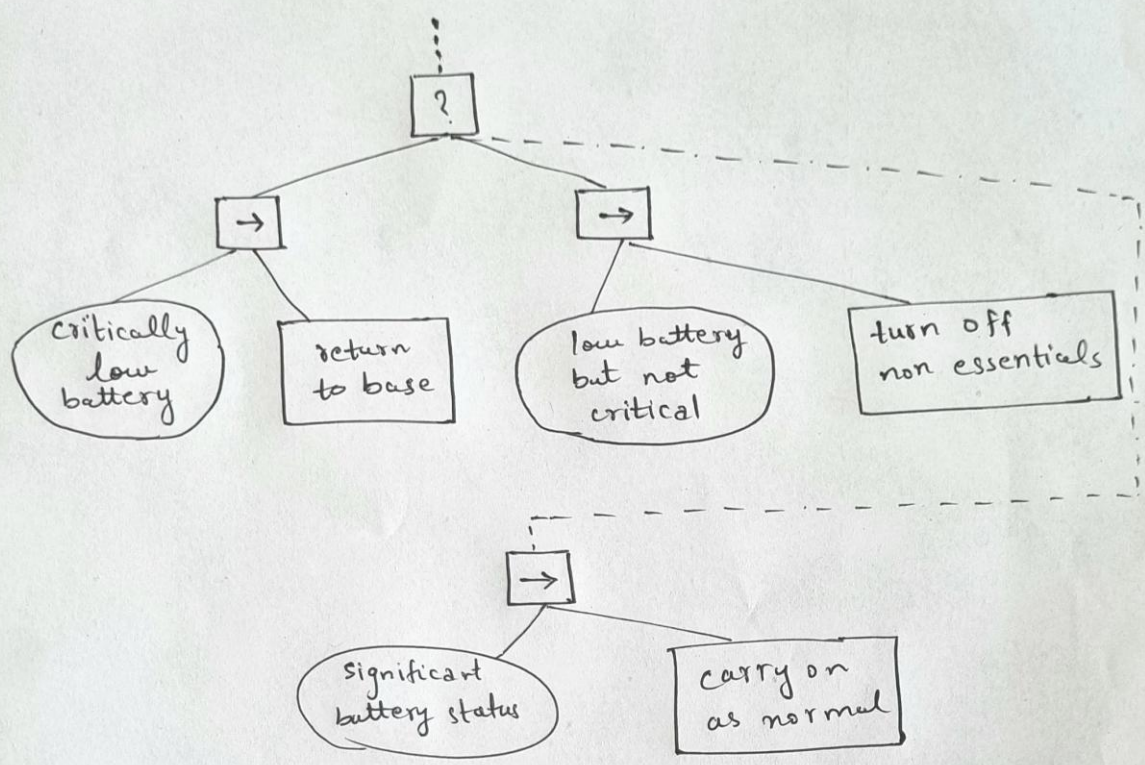 ?
→
→
critically
low
battery
return
to base
low battery
but not
critical
turn off
non essentials
→
significant
battery status
carry on
as normal